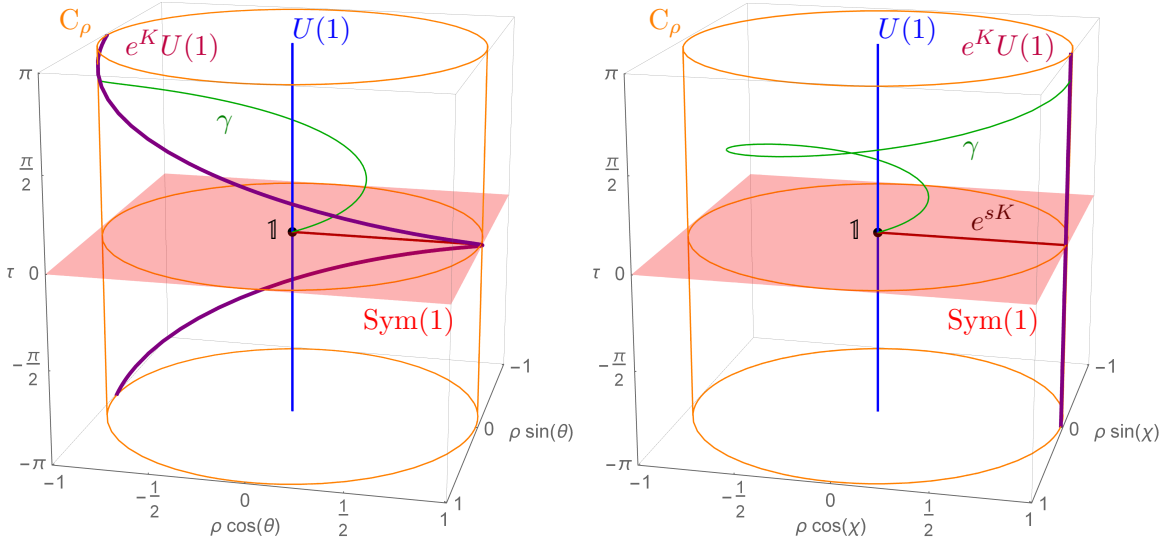 C_ρ
U(1)
e^K U(1)
π
γ
π/2
𝟙
τ 0
Sym(1)
-π/2
-1
0
ρ sin(θ)
-π
-1
-1/2
0
1/2
1
1
ρ cos(θ)
C_ρ
U(1)
e^K U(1)
π
γ
π/2
e^{sK}
𝟙
τ 0
Sym(1)
-π/2
-1
0
ρ sin(χ)
-π
-1
-1/2
0
1/2
1
1
ρ cos(χ)